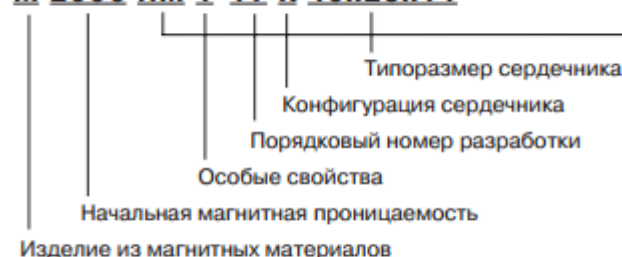 Типоразмер сердечника
Конфигурация сердечника
Порядковый номер разработки
Особые свойства
Начальная магнитная проницаемость
Изделие из магнитных материалов